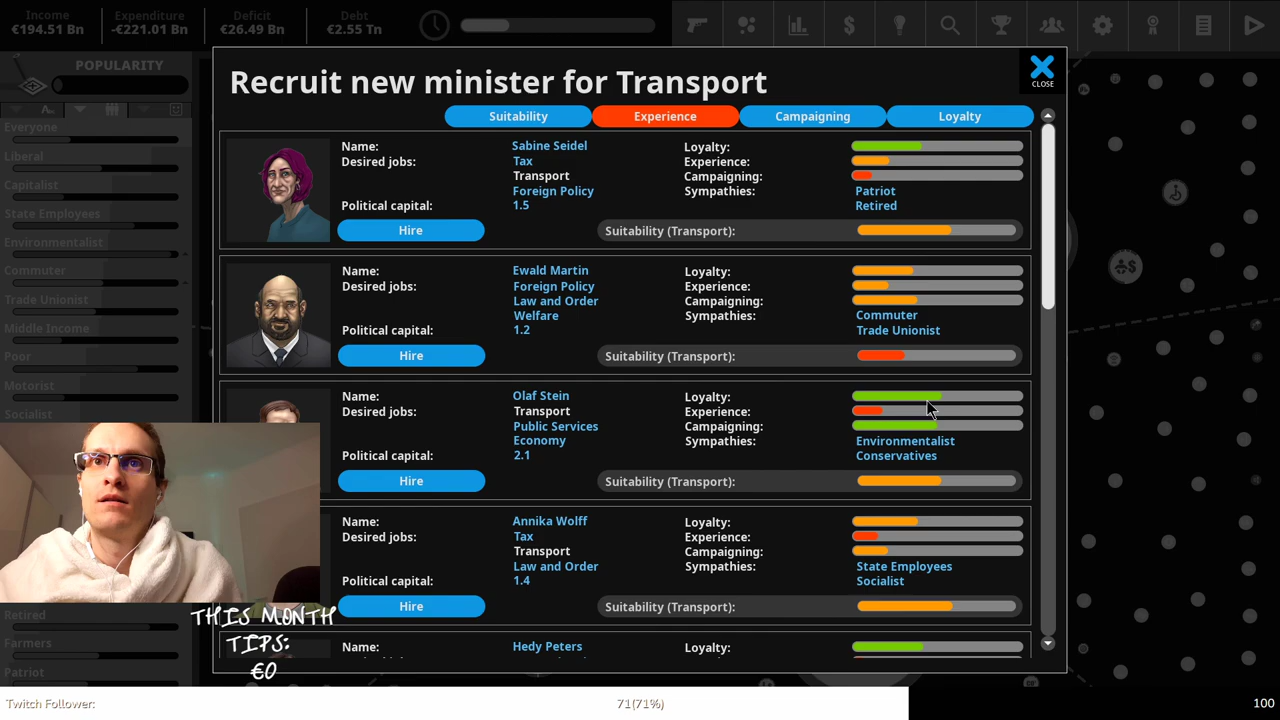 Income
€194.51 Bn
Expenditure
-€221.01 Bn
Deficit
€26.49 Bn
Debt
€2.55 Tn
POPULARITY
Everyone
Liberal
Capitalist
State Employees
Environmentalist
Commuter
Trade Unionist
Middle Income
Poor
Motorist
Socialist
Retired
Farmers
Patriot
Recruit new minister for Transport
CLOSE
Suitability
Experience
Campaigning
Loyalty
Name: Sabine Seidel
Desired jobs: Tax
Transport
Foreign Policy
Political capital: 1.5
Hire
Loyalty:
Experience:
Campaigning:
Sympathies: Patriot
Retired
Suitability (Transport):
Name: Ewald Martin
Desired jobs: Foreign Policy
Law and Order
Welfare
Political capital: 1.2
Hire
Loyalty:
Experience:
Campaigning:
Sympathies: Commuter
Trade Unionist
Suitability (Transport):
Name: Olaf Stein
Desired jobs: Transport
Public Services
Economy
Political capital: 2.1
Hire
Loyalty:
Experience:
Campaigning:
Sympathies: Environmentalist
Conservatives
Suitability (Transport):
Name: Annika Wolff
Desired jobs: Tax
Transport
Law and Order
Political capital: 1.4
Hire
Loyalty:
Experience:
Campaigning:
Sympathies: State Employees
Socialist
Suitability (Transport):
Name: Hedy Peters
Loyalty:
THIS MONTH
TIPS:
€0
Twitch Follower:
71(71%)
100